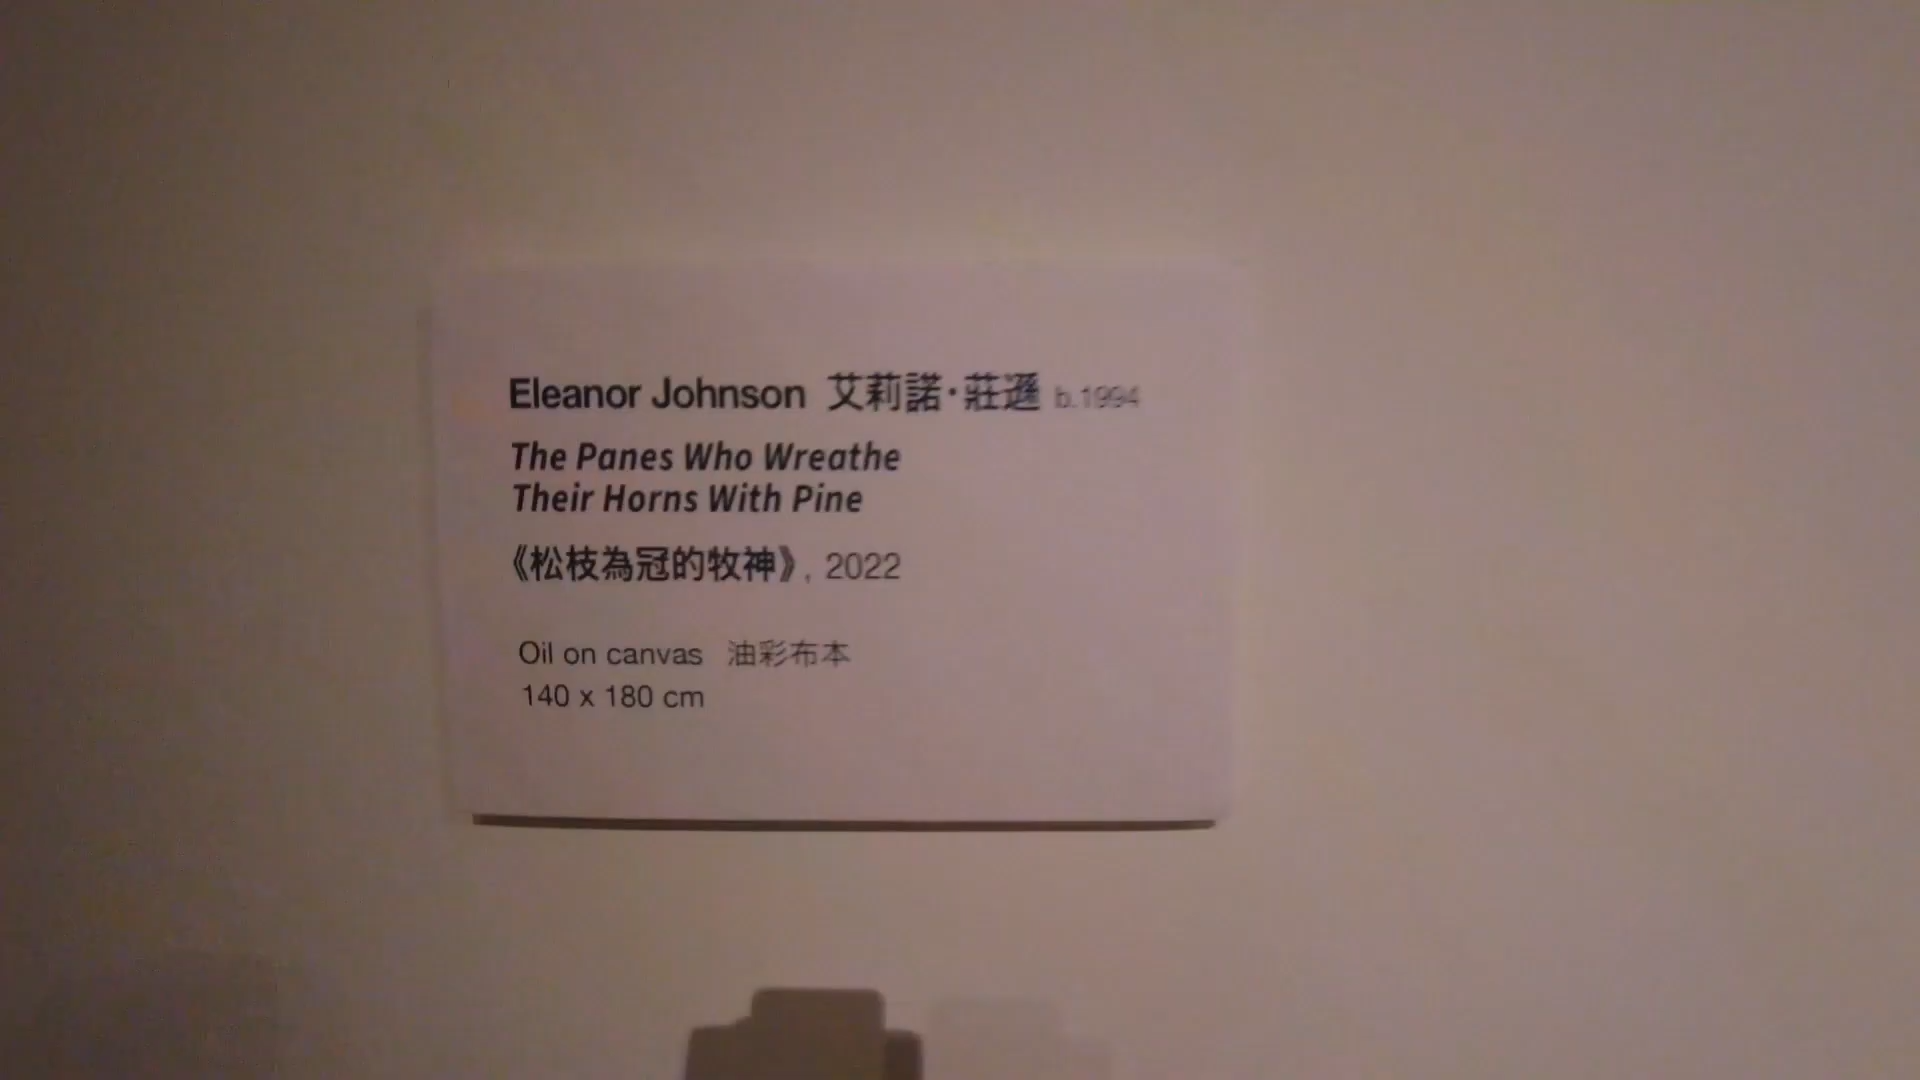 Eleanor Johnson 艾莉諾·莊遜 b.1994
The Panes Who Wreathe
Their Horns With Pine
《松枝為冠的牧神》, 2022
Oil on canvas 油彩布本
140 x 180 cm